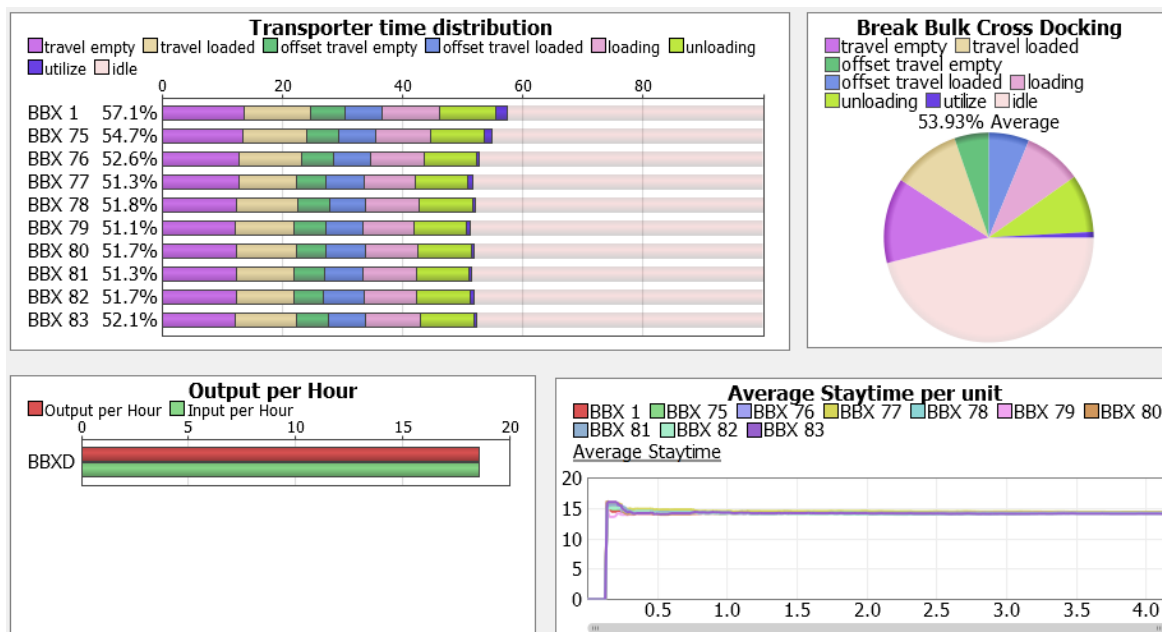 Transporter time distribution
travel empty travel loaded offset travel empty offset travel loaded loading unloading
utilize idle
0 20 40 60 80
BBX 1 57.1%
BBX 75 54.7%
BBX 76 52.6%
BBX 77 51.3%
BBX 78 51.8%
BBX 79 51.1%
BBX 80 51.7%
BBX 81 51.3%
BBX 82 51.7%
BBX 83 52.1%
Break Bulk Cross Docking
travel empty travel loaded
offset travel empty
offset travel loaded loading
unloading utilize idle
53.93% Average
Output per Hour
Output per Hour Input per Hour
0 5 10 15 20
BBXD
Average Staytime per unit
BBX 1 BBX 75 BBX 76 BBX 77 BBX 78 BBX 79 BBX 80
BBX 81 BBX 82 BBX 83
Average Staytime
20
15
10
5
0
0.5 1.0 1.5 2.0 2.5 3.0 3.5 4.0